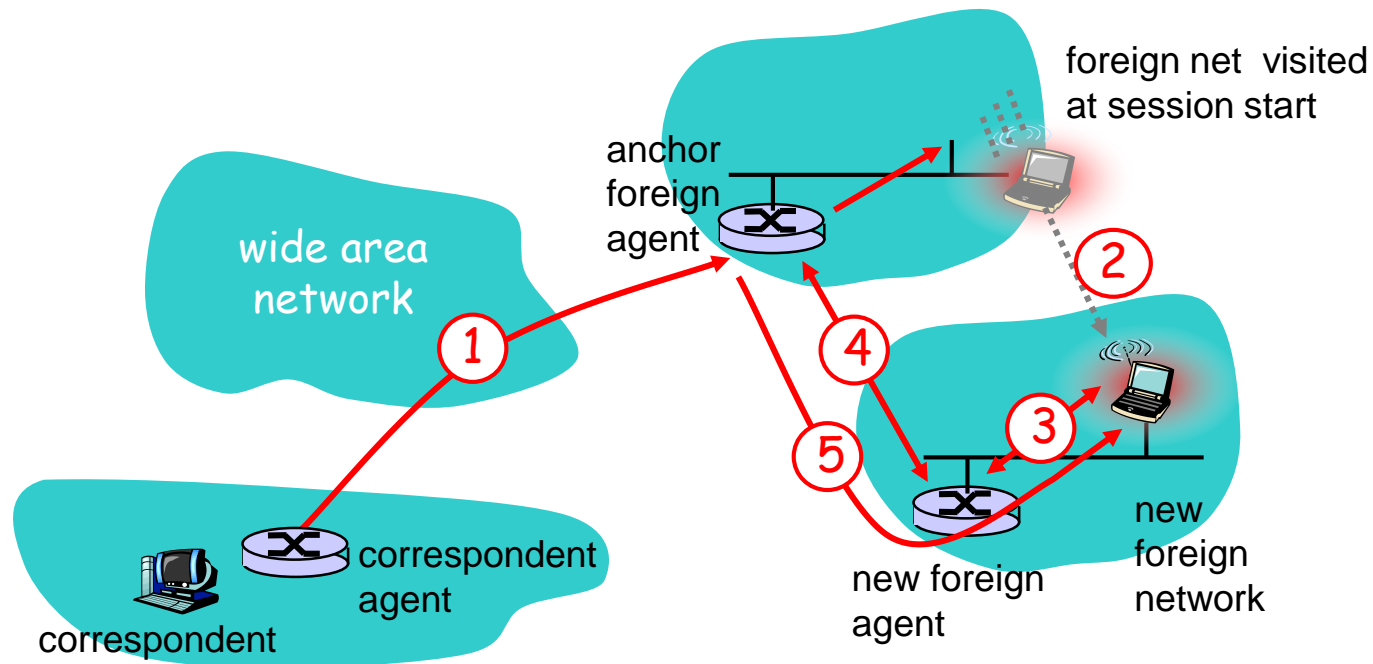 foreign net visited
at session start
anchor
foreign
agent
wide area
network
2
1
4
3
5
correspondent
agent
correspondent
new foreign
agent
new
foreign
network